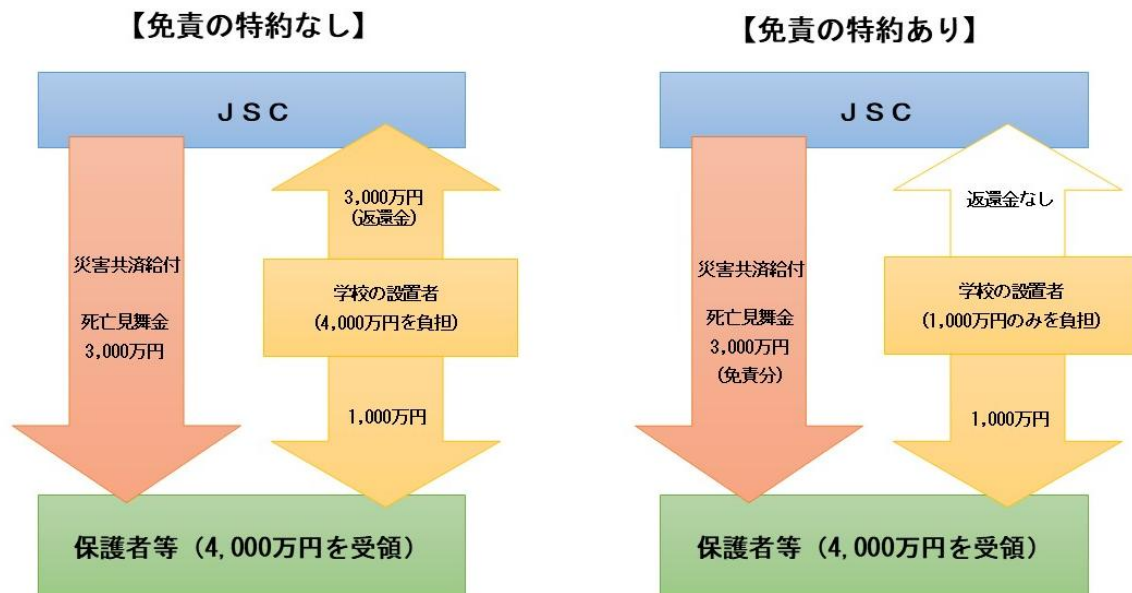 【免責の特約なし】
JSC
災害共済給付
死亡見舞金
3,000万円
3,000万円
(返還金)
学校の設置者
(4,000万円を負担)
1,000万円
保護者等（4,000万円を受領）
【免責の特約あり】
JSC
災害共済給付
死亡見舞金
3,000万円
(免責分)
返還金なし
学校の設置者
(1,000万円のみを負担)
1,000万円
保護者等（4,000万円を受領）